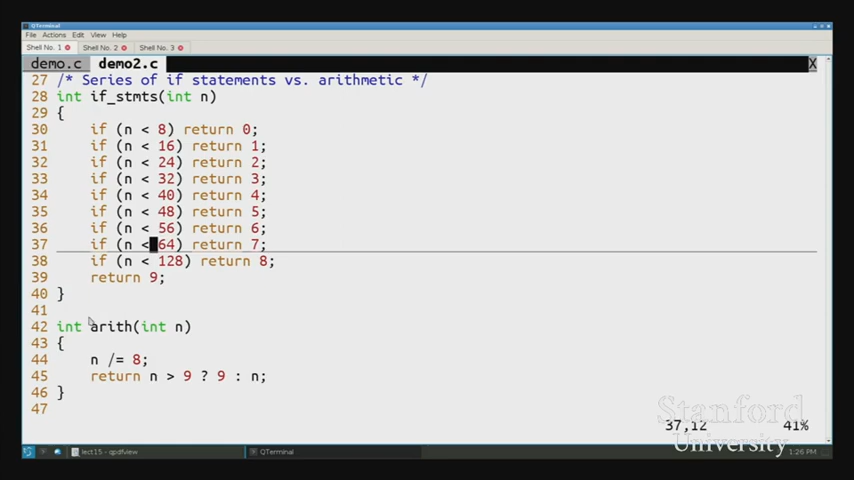 QTerminal
File Actions Edit View Help
Shell No. 1 Shell No. 2 Shell No. 3
demo.c demo2.c X
27 /* Series of if statements vs. arithmetic */
28 int if_stmts(int n)
29 {
30 if (n < 8) return 0;
31 if (n < 16) return 1;
32 if (n < 24) return 2;
33 if (n < 32) return 3;
34 if (n < 40) return 4;
35 if (n < 48) return 5;
36 if (n < 56) return 6;
37 if (n < 64) return 7;
38 if (n < 128) return 8;
39 return 9;
40 }
41
42 int arith(int n)
43 {
44 n /= 8;
45 return n > 9 ? 9 : n;
46 }
47
Stanford
University
37,12 41%
lect15 - qpdfview QTerminal 1:26 PM